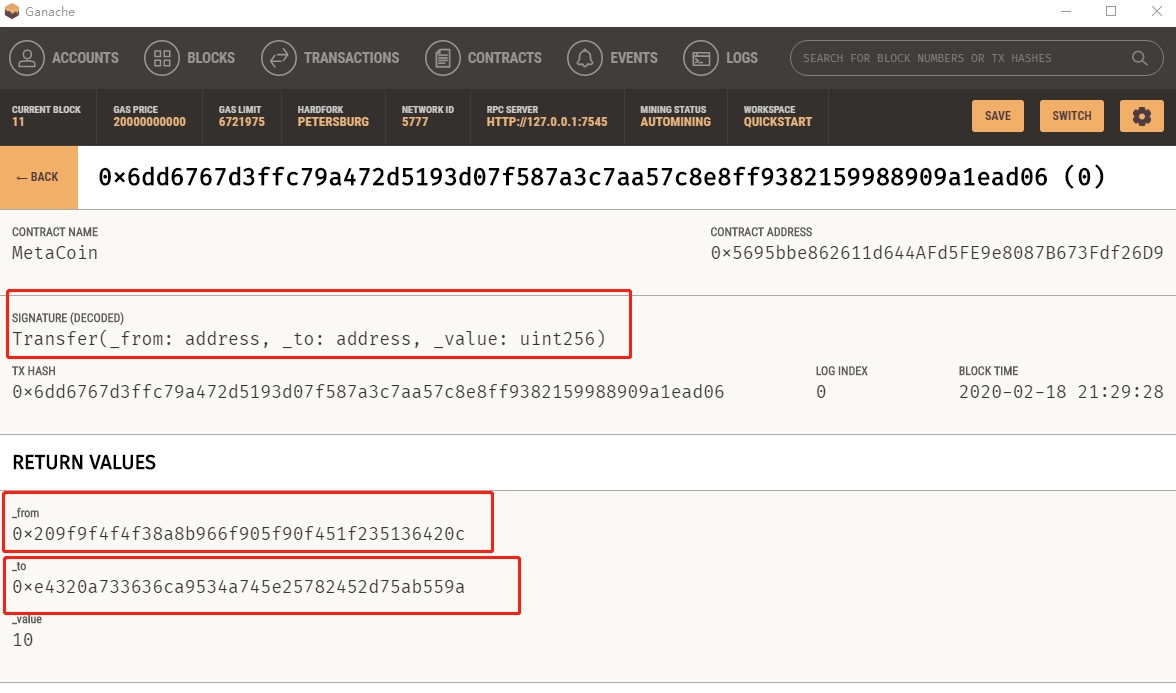 Ganache
ACCOUNTS BLOCKS TRANSACTIONS CONTRACTS EVENTS LOGS SEARCH FOR BLOCK NUMBERS OR TX HASHES
CURRENT BLOCK GAS PRICE GAS LIMIT HARDFORK NETWORK ID RPC SERVER MINING STATUS WORKSPACE
11 20000000000 6721975 PETERSBURG 5777 HTTP://127.0.0.1:7545 AUTOMINING QUICKSTART SAVE SWITCH
← BACK 0×6dd6767d3ffc79a472d5193d07f587a3c7aa57c8e8ff9382159988909a1ead06 (0)
CONTRACT NAME CONTRACT ADDRESS
MetaCoin 0×5695bbe862611d644AFd5FE9e8087B673Fdf26D9
SIGNATURE (DECODED)
Transfer(_from: address, _to: address, _value: uint256)
TX HASH LOG INDEX BLOCK TIME
0×6dd6767d3ffc79a472d5193d07f587a3c7aa57c8e8ff9382159988909a1ead06 0 2020-02-18 21:29:28
RETURN VALUES
_from
0×209f9f4f4f38a8b966f905f90f451f235136420c
_to
0×e4320a733636ca9534a745e25782452d75ab559a
_value
10